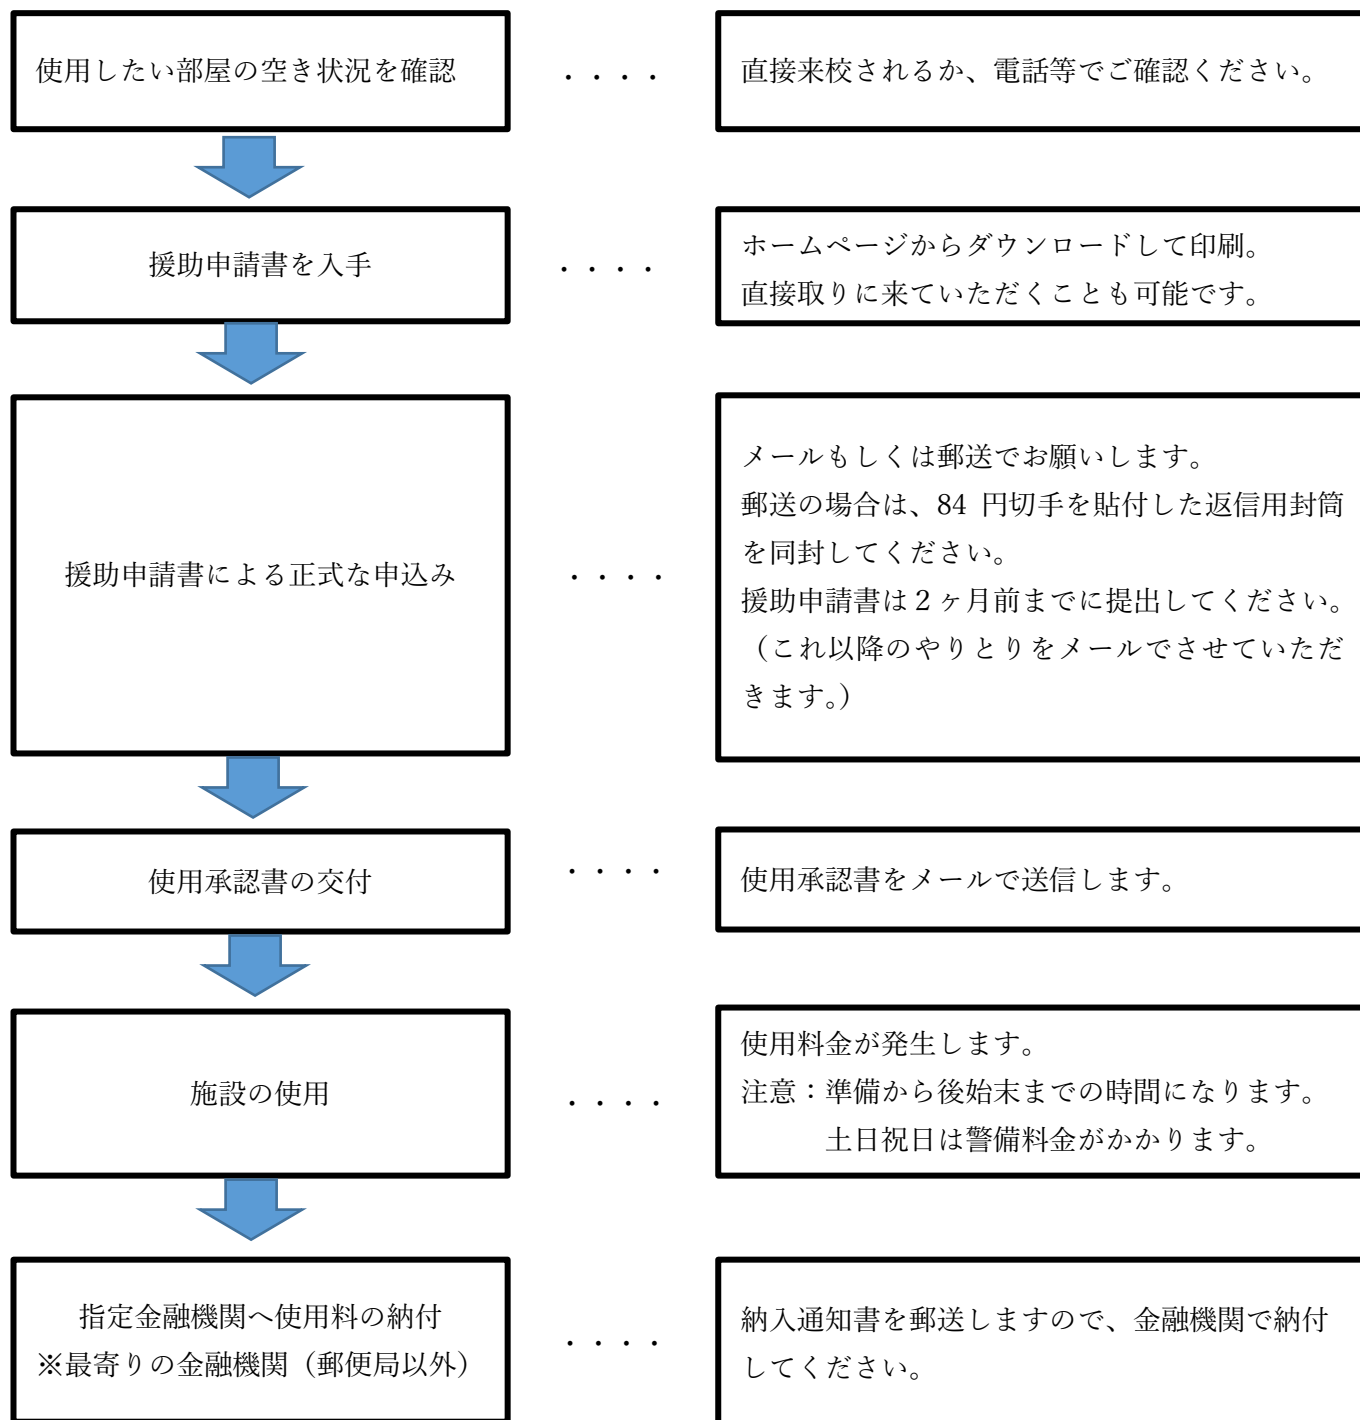 使用したい部屋の空き状況を確認
・・・・
直接来校されるか、電話等でご確認ください。
援助申請書を入手
・・・・
ホームページからダウンロードして印刷。
直接取りに来ていただくことも可能です。
援助申請書による正式な申込み
・・・・
メールもしくは郵送でお願いします。
郵送の場合は、84 円切手を貼付した返信用封筒
を同封してください。
援助申請書は２ヶ月前までに提出してください。
（これ以降のやりとりをメールでさせていただ
きます。）
使用承認書の交付
・・・・
使用承認書をメールで送信します。
施設の使用
・・・・
使用料金が発生します。
注意：準備から後始末までの時間になります。
土日祝日は警備料金がかかります。
指定金融機関へ使用料の納付
※最寄りの金融機関（郵便局以外）
・・・・
納入通知書を郵送しますので、金融機関で納付
してください。